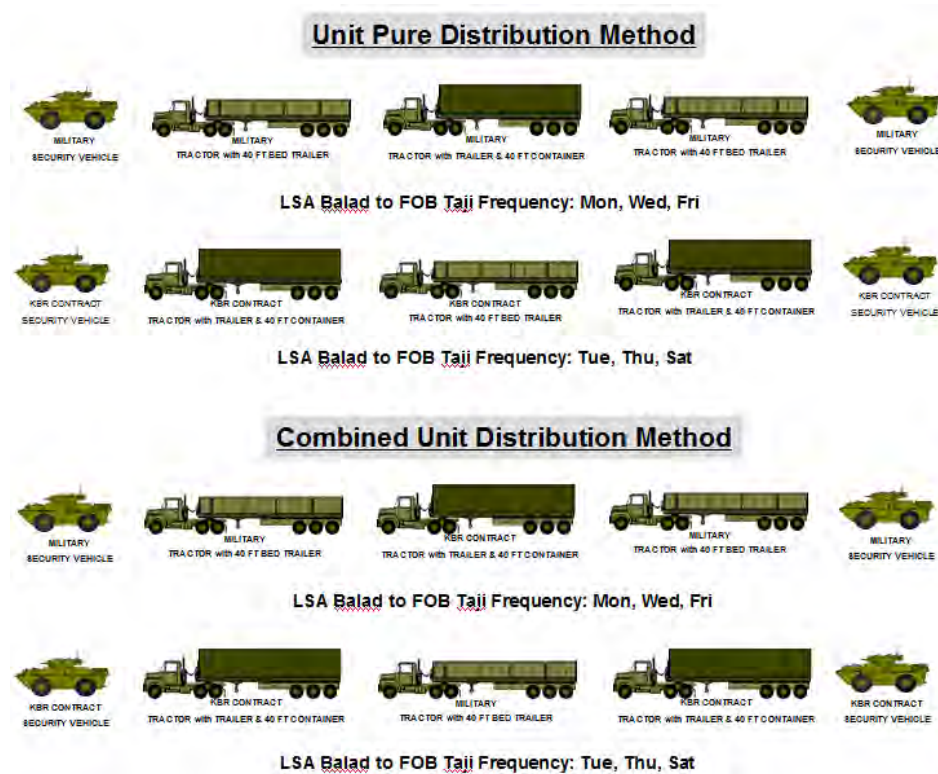 Unit Pure Distribution Method
MILITARY
SECURITY VEHICLE
MILITARY
TRACTOR with 40 FT BED TRAILER
MILITARY
TRACTOR with TRAILER & 40 FT CONTAINER
MILITARY
TRACTOR with 40 FT BED TRAILER
MILITARY
SECURITY VEHICLE
LSA Balad to FOB Taji Frequency: Mon, Wed, Fri
KBR CONTRACT
SECURITY VEHICLE
KBR CONTRACT
TRACTOR with TRAILER & 40 FT CONTAINER
KBR CONTRACT
TRACTOR with 40 FT BED TRAILER
KBR CONTRACT
TRACTOR with TRAILER & 40 FT CONTAINER
KBR CONTRACT
SECURITY VEHICLE
LSA Balad to FOB Taji Frequency: Tue, Thu, Sat
Combined Unit Distribution Method
MILITARY
SECURITY VEHICLE
MILITARY
TRACTOR with 40 FT BED TRAILER
KBR CONTRACT
TRACTOR with TRAILER & 40 FT CONTAINER
MILITARY
TRACTOR with 40 FT BED TRAILER
MILITARY
SECURITY VEHICLE
LSA Balad to FOB Taji Frequency: Mon, Wed, Fri
KBR CONTRACT
SECURITY VEHICLE
KBR CONTRACT
TRACTOR with TRAILER & 40 FT CONTAINER
MILITARY
TRACTOR with 40 FT BED TRAILER
KBR CONTRACT
TRACTOR with TRAILER & 40 FT CONTAINER
KBR CONTRACT
SECURITY VEHICLE
LSA Balad to FOB Taji Frequency: Tue, Thu, Sat